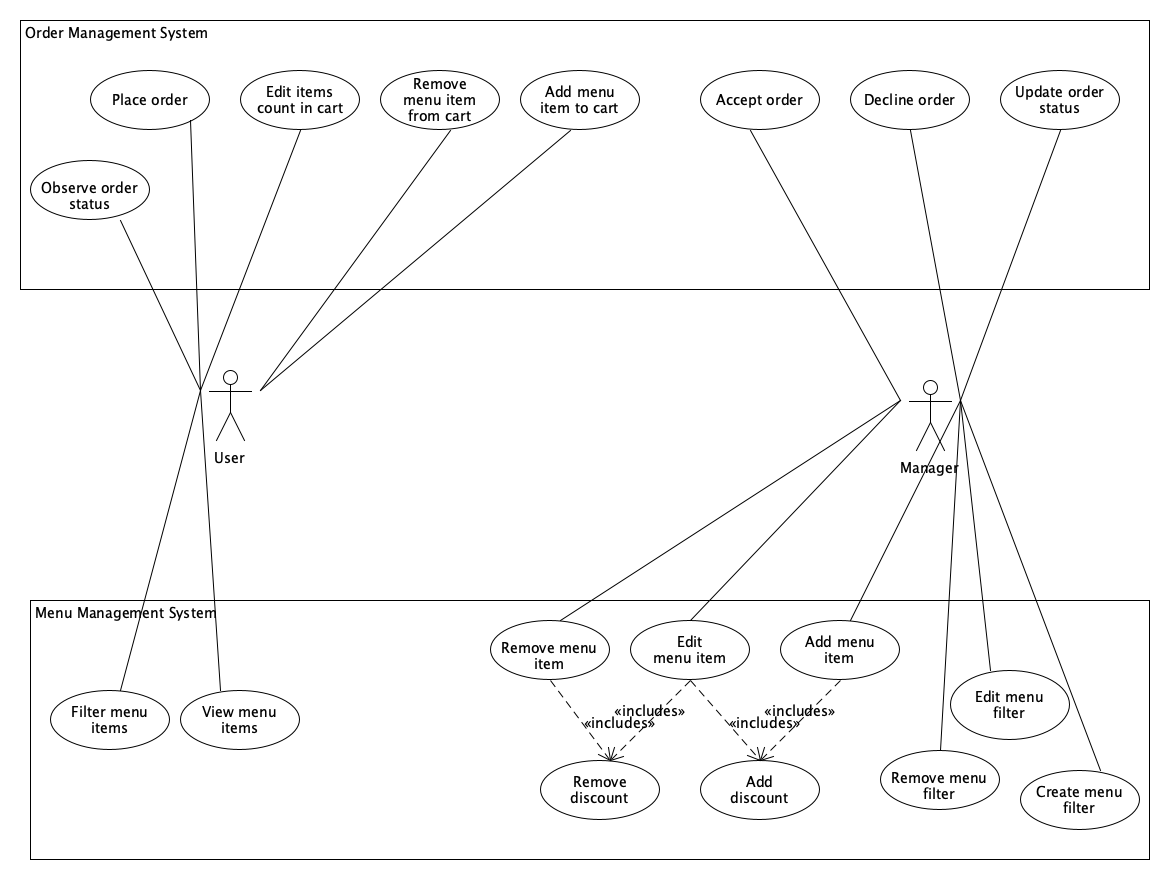 Order Management System
Place order
Edit items
count in cart
Remove
menu item
from cart
Add menu
item to cart
Accept order
Decline order
Update order
status
Observe order
status
User
Manager
Menu Management System
Remove menu
item
Edit
menu item
Add menu
item
Filter menu
items
View menu
items
Edit menu
filter
«includes»
«includes»
«includes»
«includes»
Remove
discount
Add
discount
Remove menu
filter
Create menu
filter